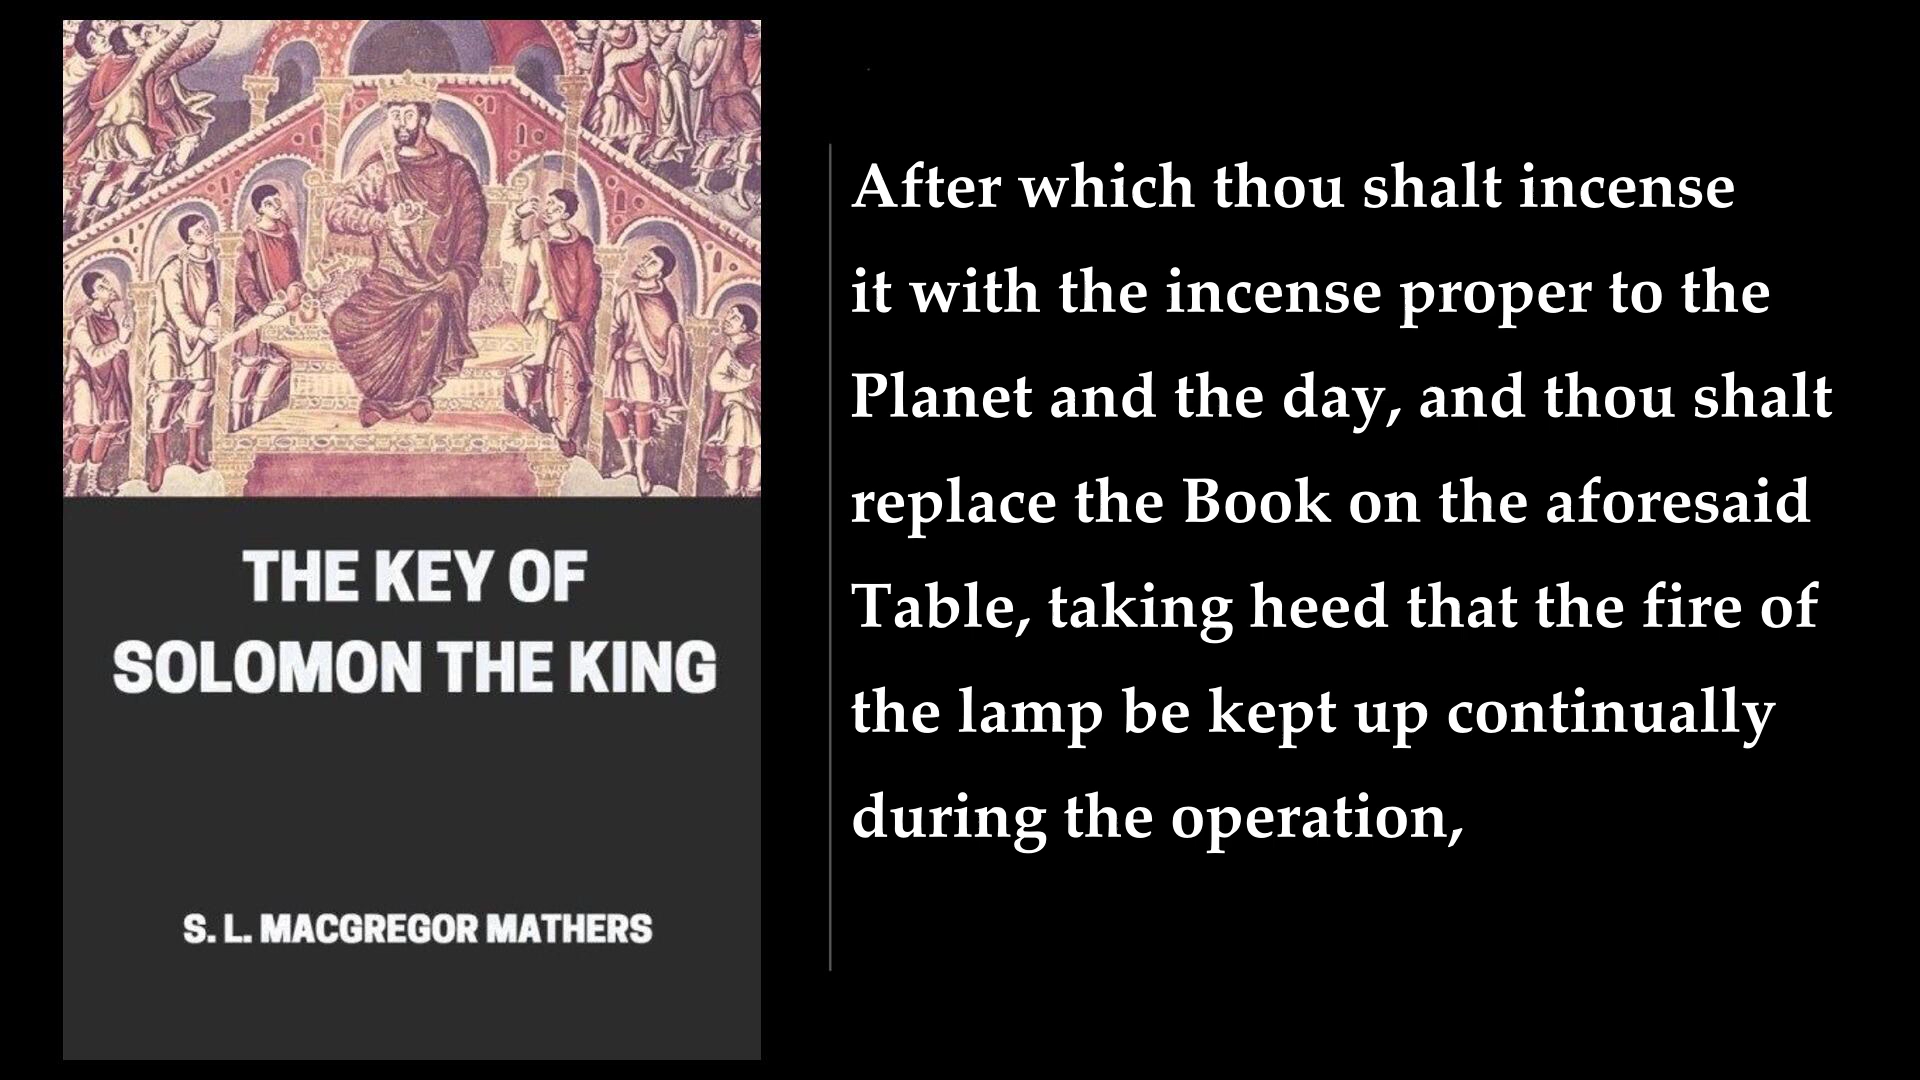 THE KEY OF
SOLOMON THE KING
S. L. MACGREGOR MATHERS
After which thou shalt incense
it with the incense proper to the
Planet and the day, and thou shalt
replace the Book on the aforesaid
Table, taking heed that the fire of
the lamp be kept up continually
during the operation,